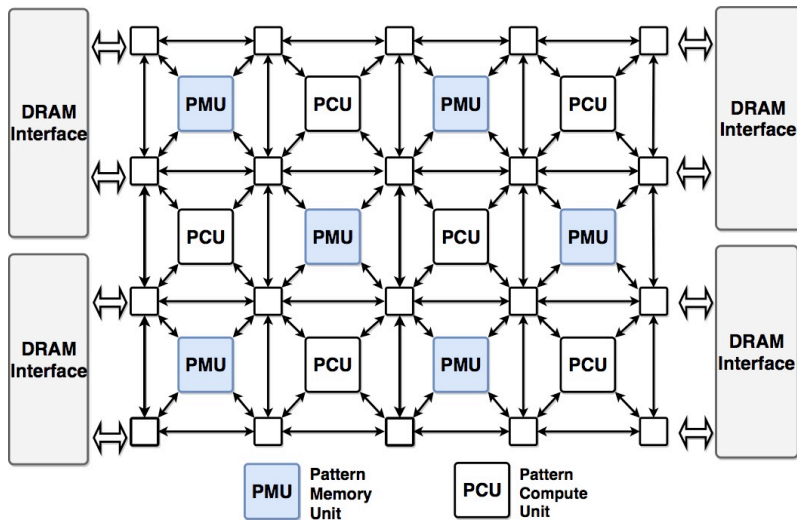 DRAM
Interface
PMU
PCU
PMU
PCU
DRAM
Interface
PCU
PMU
PCU
PMU
DRAM
Interface
PMU
PCU
PMU
PCU
DRAM
Interface
PMU
Pattern
Memory
Unit
PCU
Pattern
Compute
Unit